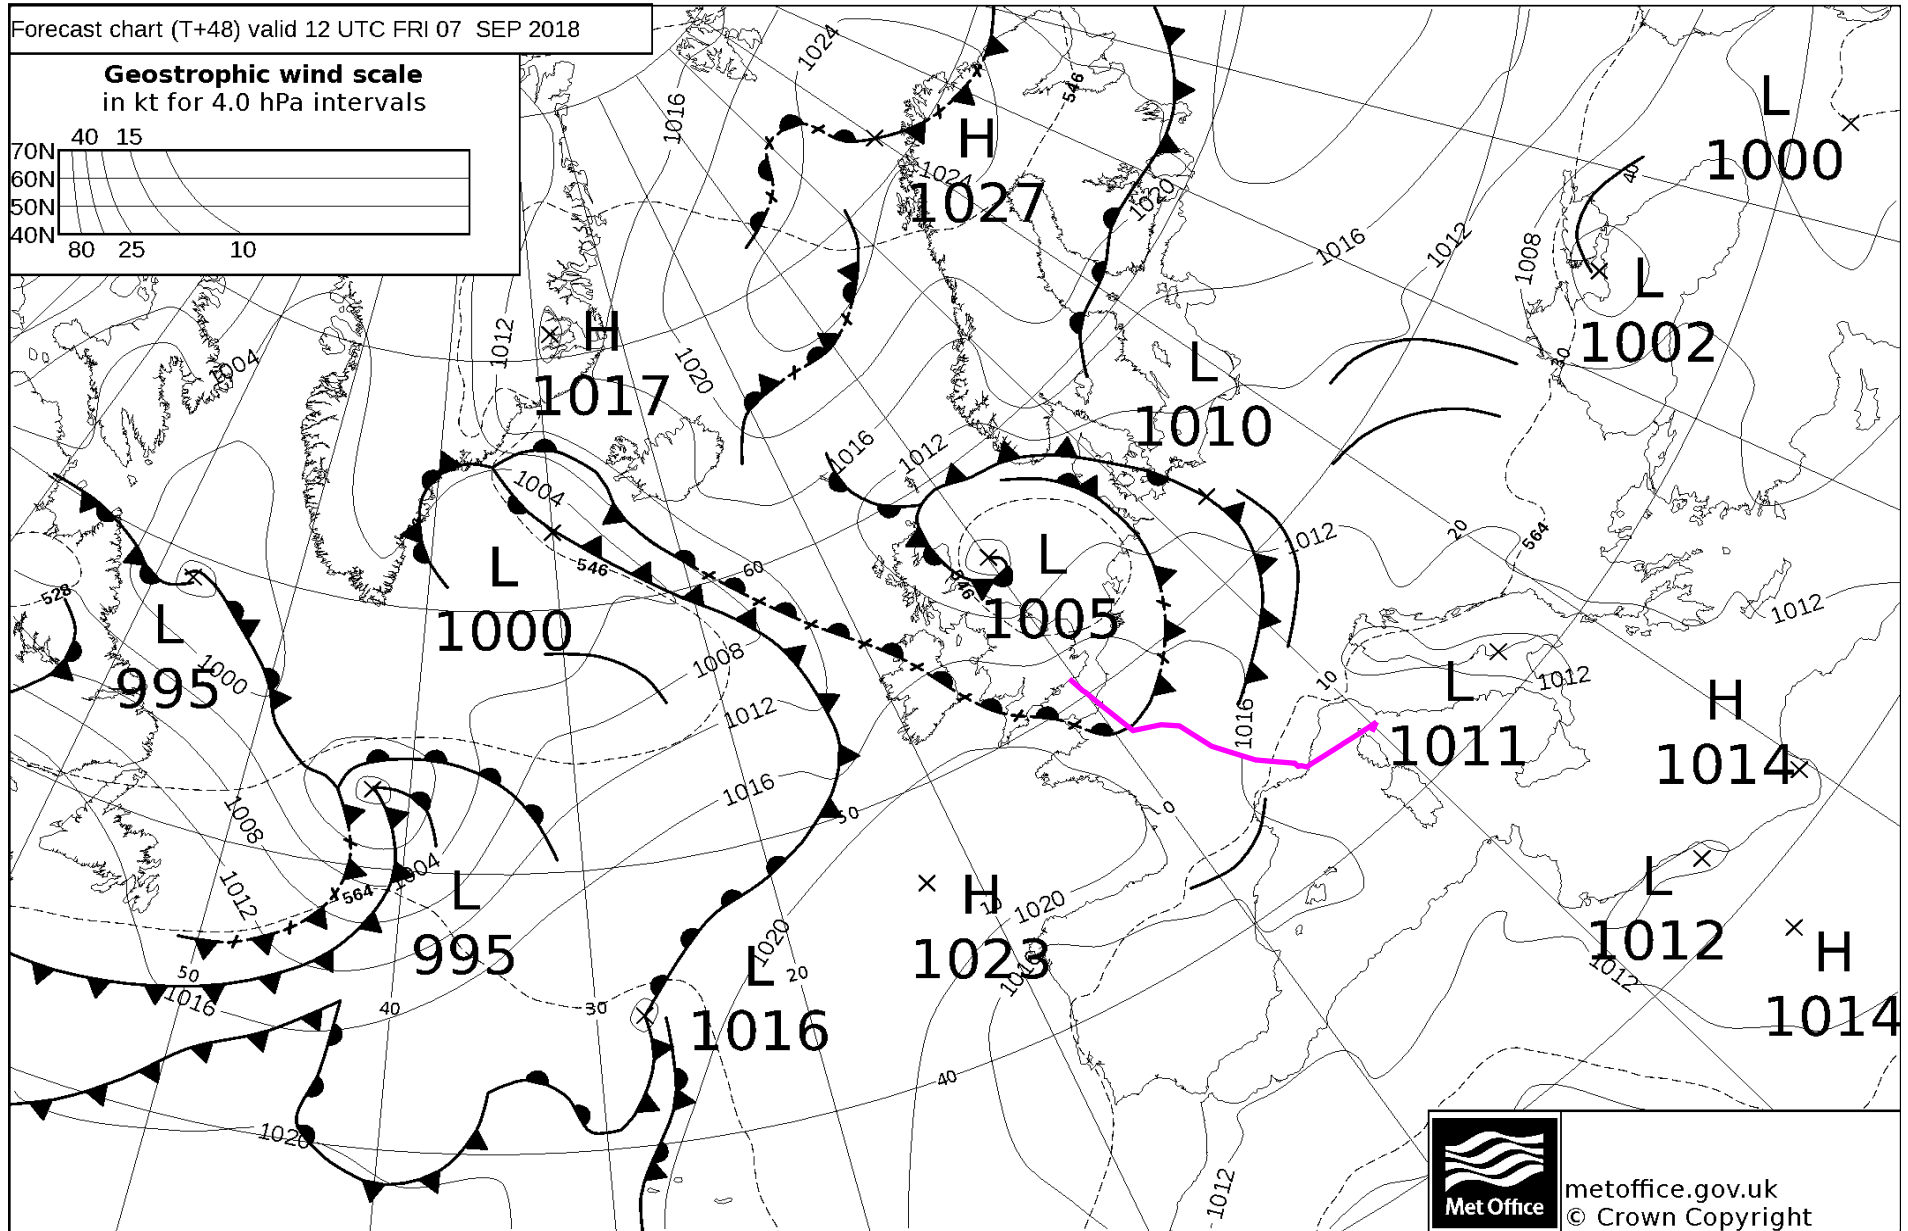 Forecast chart (T+48) valid 12 UTC FRI 07 SEP 2018
Geostrophic wind scale
in kt for 4.0 hPa intervals
40 15
70N
60N
50N
40N
80 25 10
1024
546
1016
L
1000
H
1024
1027
40
1020
1016
1012
1008
L
1002
H
1017
1012
1004
1020
30
L
1010
1016
1012
1004
20
564
1012
L
1005
546
L
1000
546
60
528
L
995
1000
1008
1012
1012
L
1011
1012
10
1016
H
1014
1016
50
0
1008
1004
564
L
995
1012
H
1023
10
1020
1016
L
1012
1012
H
1014
L
1016
1020
20
50
1016
40
30
40
1020
1012
Met Office
metoffice.gov.uk
© Crown Copyright